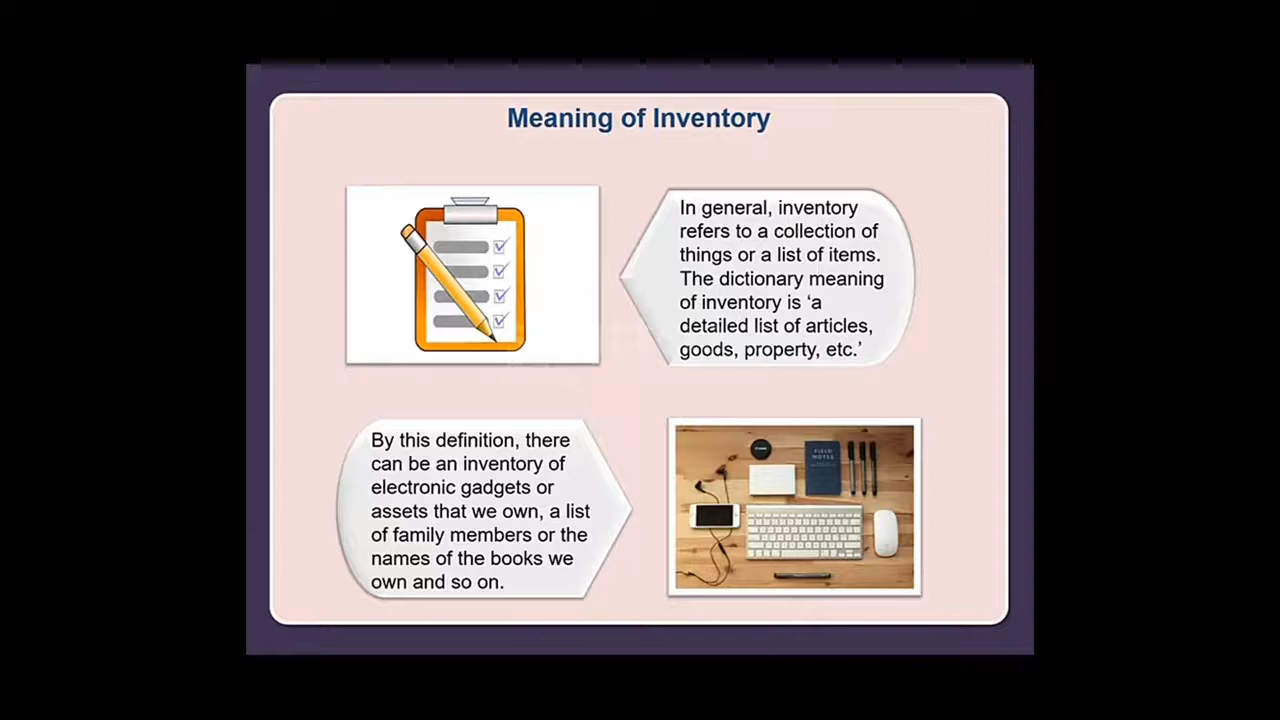 Meaning of Inventory
In general, inventory
refers to a collection of
things or a list of items.
The dictionary meaning
of inventory is ‘a
detailed list of articles,
goods, property, etc.’
By this definition, there
can be an inventory of
electronic gadgets or
assets that we own, a list
of family members or the
names of the books we
own and so on.
FIELD
NOTES